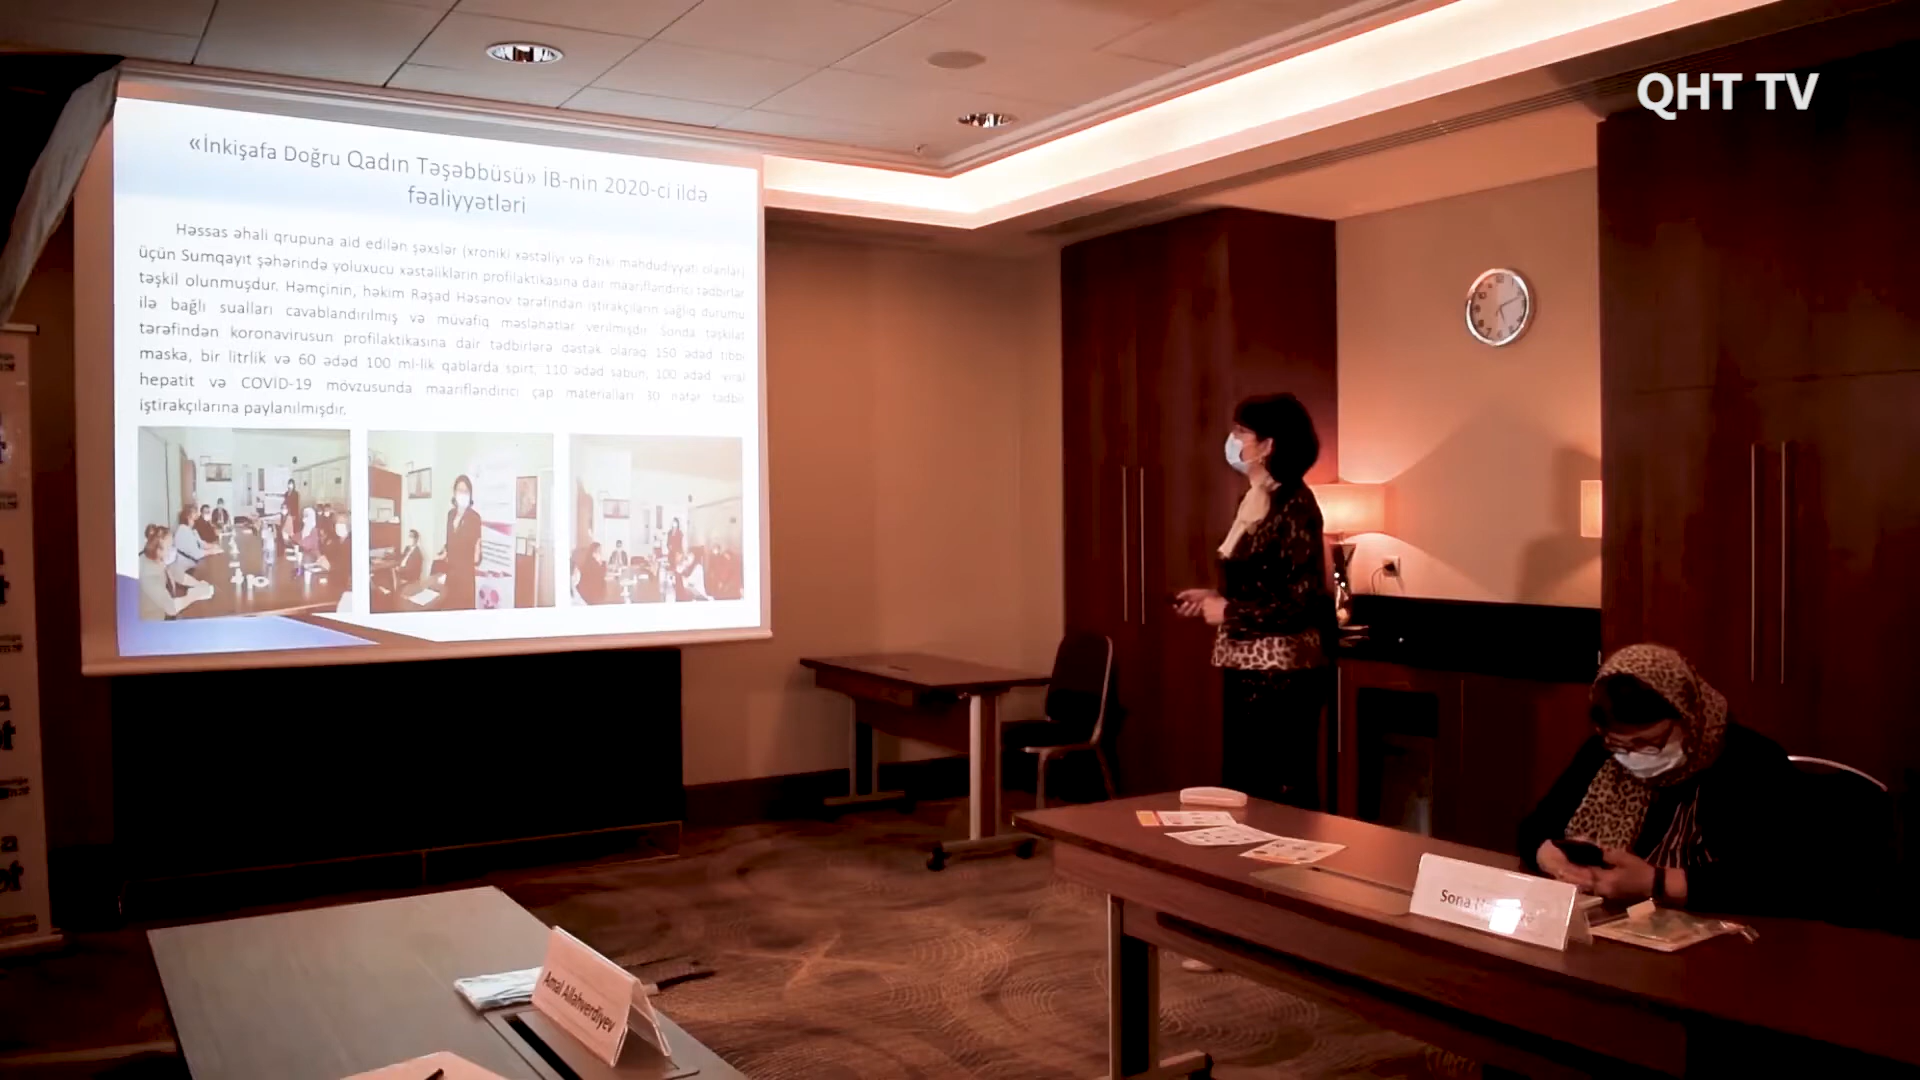 QHT TV
«İnkişafa Doğru Qadın Təşəbbüsü» İB-nin 2020-ci ildə
fəaliyyətləri
Həssas əhali qrupuna aid edilən şəxslər (xroniki xəstəliyi və fiziki məhdudiyyəti olanlar)
üçün Sumqayıt şəhərində yoluxucu xəstəliklərin profilaktikasına dair maarifləndirici tədbirlər
təşkil olunmuşdur. Həmçinin, həkim Rəşad Həsənov tərəfindən iştirakçıların sağlıq durumu
ilə bağlı sualları cavablandırılmış və müvafiq məsləhətlər verilmişdir. Sonda təşkilat
tərəfindən koronavirusun profilaktikasına dair tədbirlərə dəstək olaraq 150 ədəd tibbi
maska, bir litrlik və 60 ədəd 100 ml-lik qablarda spirt, 110 ədəd sabun, 100 ədəd viral
hepatit və COVİD-19 mövzusunda maarifləndirici çap materialları 30 nəfər tədbir
iştirakçılarına paylanılmışdır.
Sona
Amal Allahverdiyev